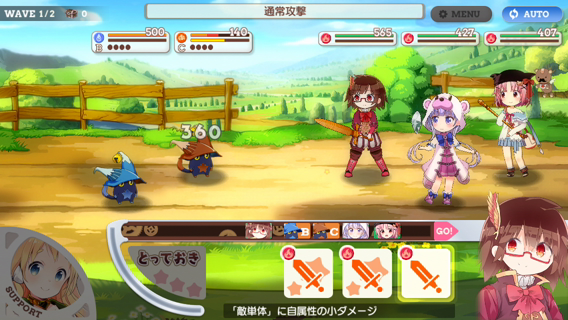 WAVE 1/2
0
通常攻撃
MENU
AUTO
500
B
140
C
565
427
430
360
B
C
GO!
とっておき
SUPPORT
「敵単体」に自属性の小ダメージ